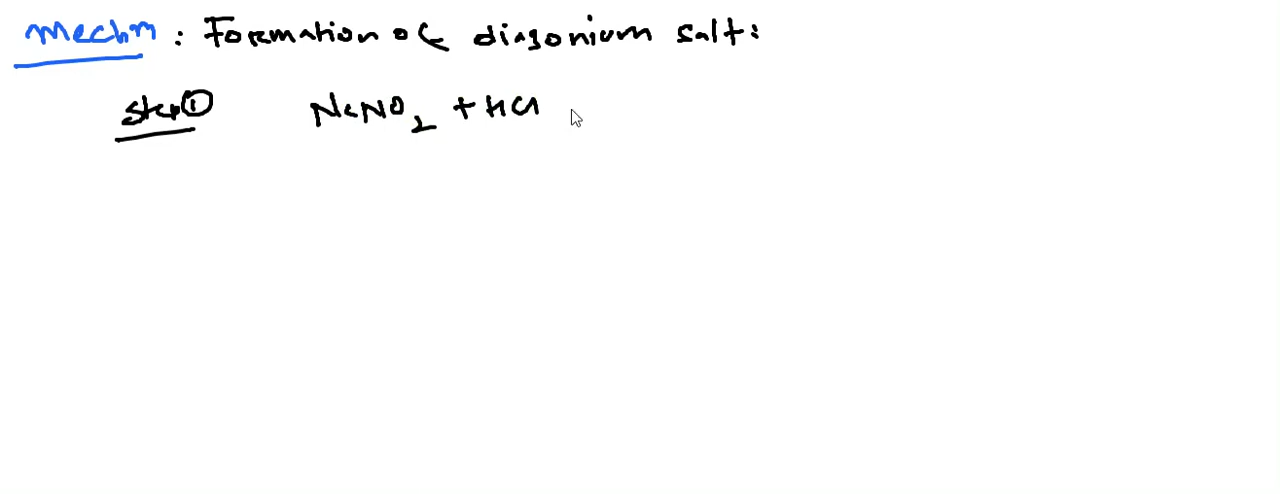 Mechm : Formation of diazonium salt:
Step① NaNO₂ + HCl